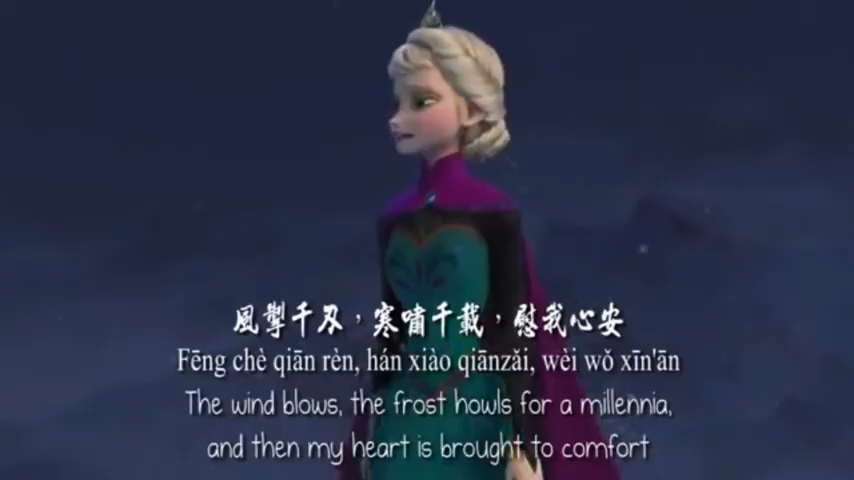 風掣千刃,寒嘯千載,慰我心安
Fēng chè qiān rèn, hán xiào qiānzǎi, wèi wǒ xīn'ān
The wind blows, the frost howls for a millennia,
and then my heart is brought to comfort